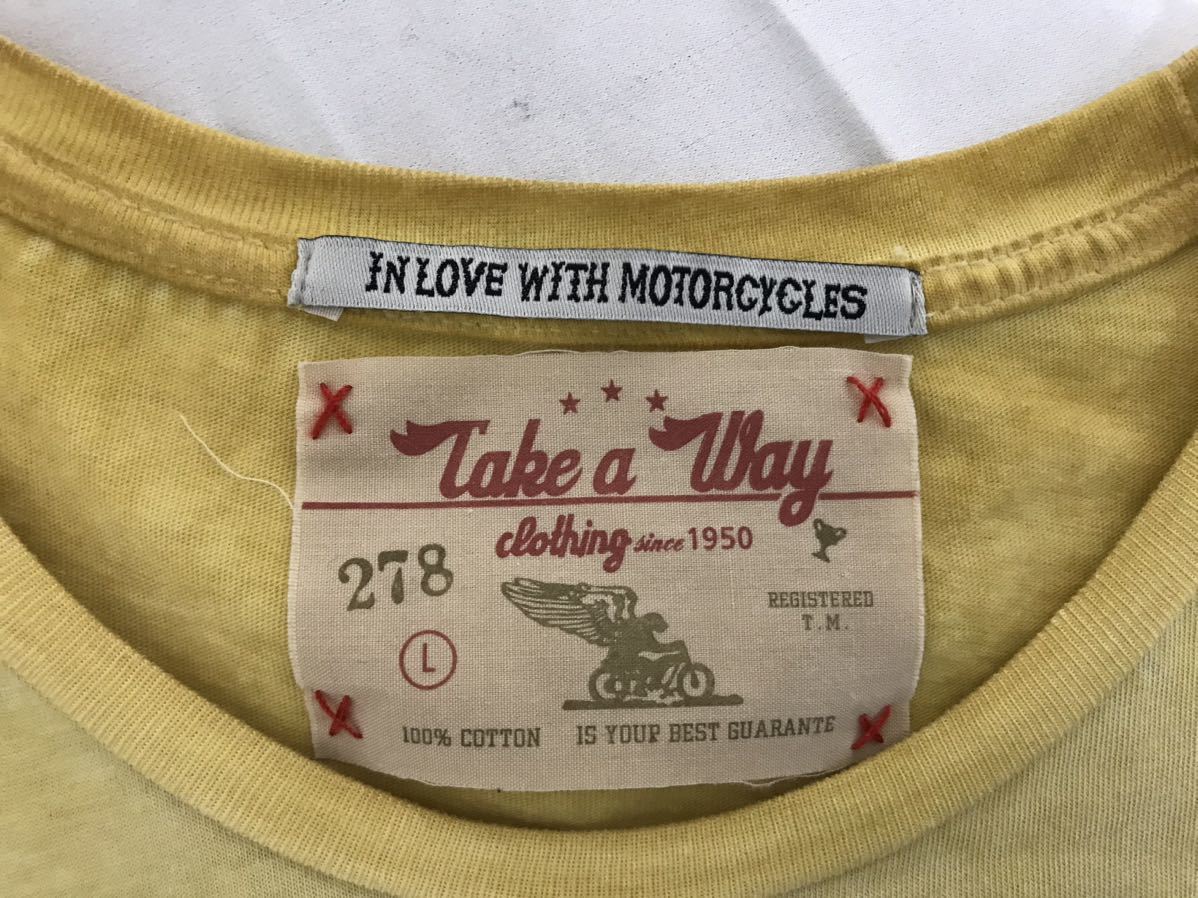 IN LOVE WITH MOTORCYCLES
Take a Way
clothing since 1950
278
REGISTERED
T.M.
L
100% COTTON IS YOUR BEST GUARANTE